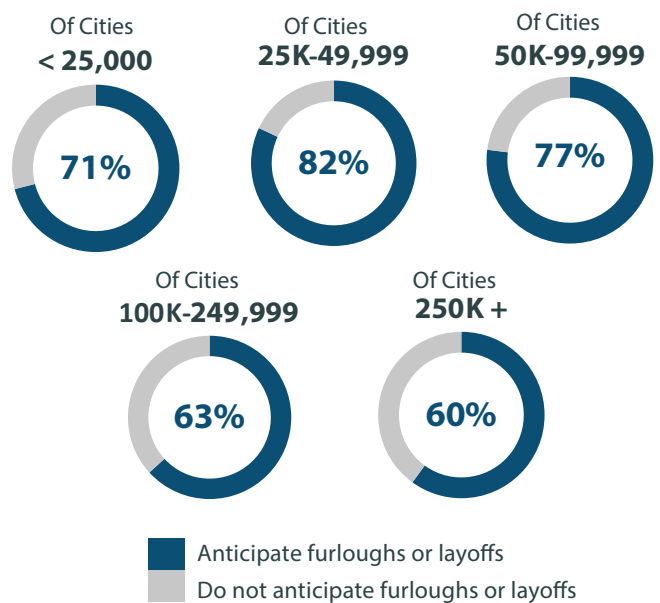 Of Cities
< 25,000
71%
Of Cities
25K-49,999
82%
Of Cities
50K-99,999
77%
Of Cities
100K-249,999
63%
Of Cities
250K +
60%
Anticipate furloughs or layoffs
Do not anticipate furloughs or layoffs